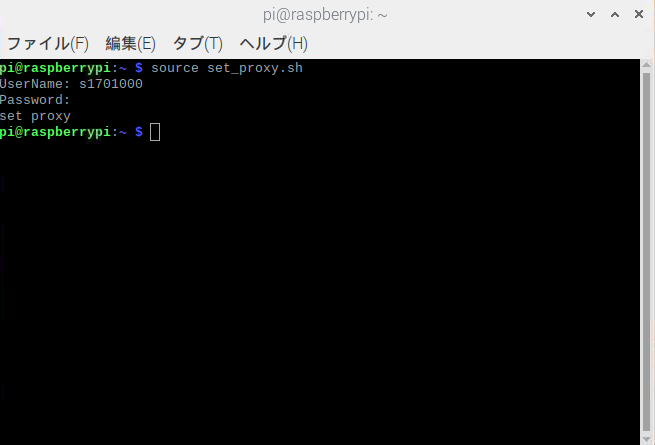 pi@raspberrypi: ~
ファイル(F) 編集(E) タブ(T) ヘルプ(H)
pi@raspberrypi:~ $ source set_proxy.sh
UserName: s1701000
Password:
set proxy
pi@raspberrypi:~ $